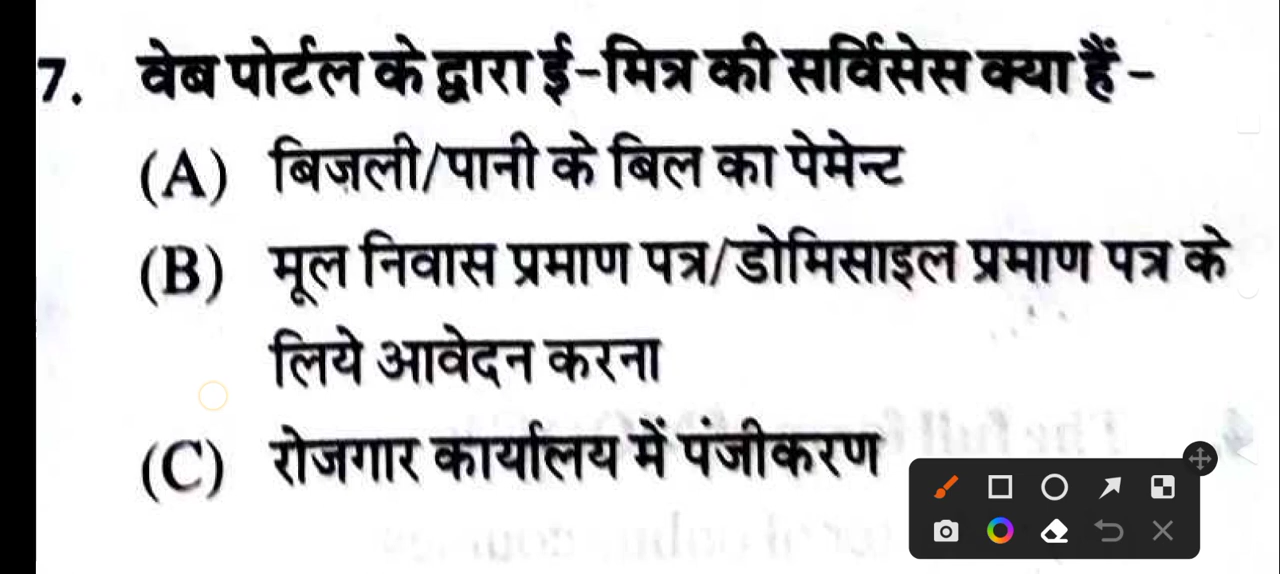 7. वेब पोर्टल के द्वारा ई-मित्र की सर्विसेस क्या हैं -
(A) बिजली/पानी के बिल का पेमेन्ट
(B) मूल निवास प्रमाण पत्र/डोमिसाइल प्रमाण पत्र के
लिये आवेदन करना
(C) रोजगार कार्यालय में पंजीकरण